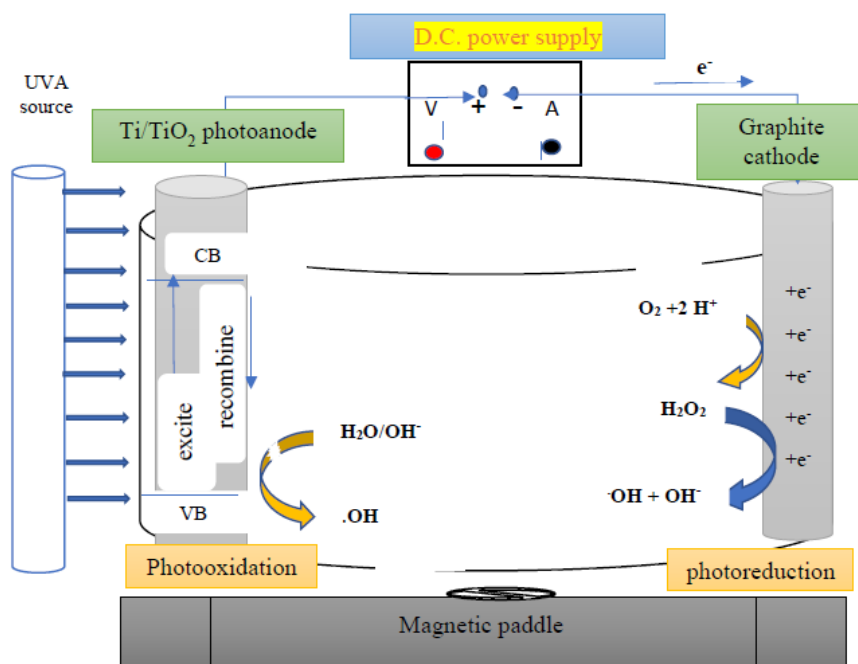 D.C. power supply
e⁻
UVA
source
V + - A
Ti/TiO₂ photoanode
Graphite
cathode
CB
excite
recombine
VB
H₂O/OH⁻
.OH
O₂ +2 H⁺
H₂O₂
·OH + OH⁻
+e⁻
+e⁻
+e⁻
+e⁻
+e⁻
Photooxidation
photoreduction
Magnetic paddle